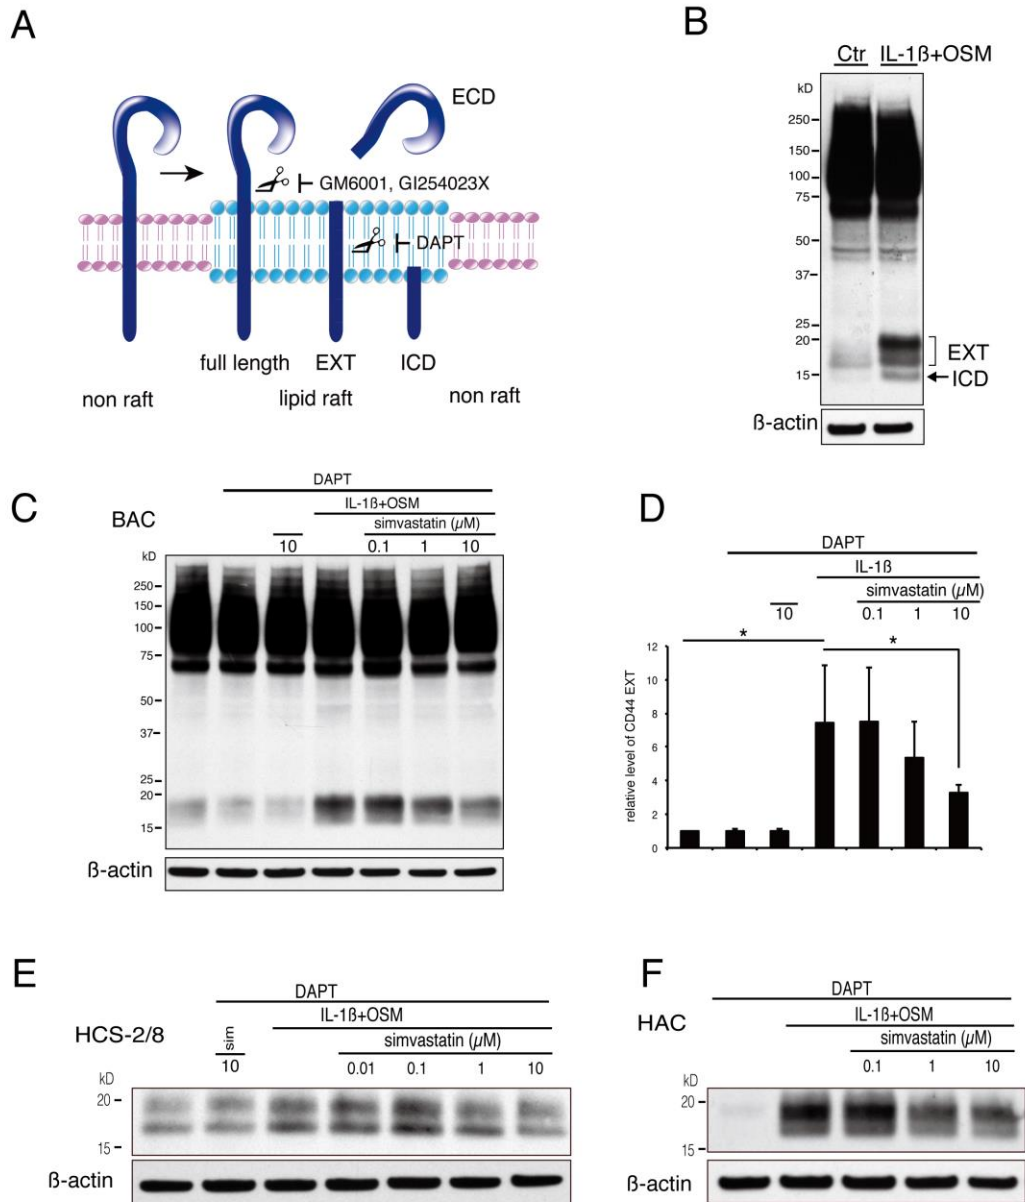 A
ECD
GM6001, GI254023X
DAPT
full length EXT ICD
non raft lipid raft non raft
B
Ctr IL-1ß+OSM
kD
250
150
100
75
50
37
25
20
15
EXT
ICD
ß-actin
C
BAC
DAPT
IL-1ß+OSM
simvastatin (µM)
10 0.1 1 10
kD
250
150
100
75
50
37
25
20
15
ß-actin
D
DAPT
IL-1ß
simvastatin (µM)
10 0.1 1 10
* *
relative level of CD44 EXT
12
10
8
6
4
2
0
E
HCS-2/8
DAPT
IL-1ß+OSM
sim simvastatin (µM)
10 0.01 0.1 1 10
kD
20
15
ß-actin
F
HAC
DAPT
IL-1ß+OSM
simvastatin (µM)
0.1 1 10
kD
20
15
ß-actin